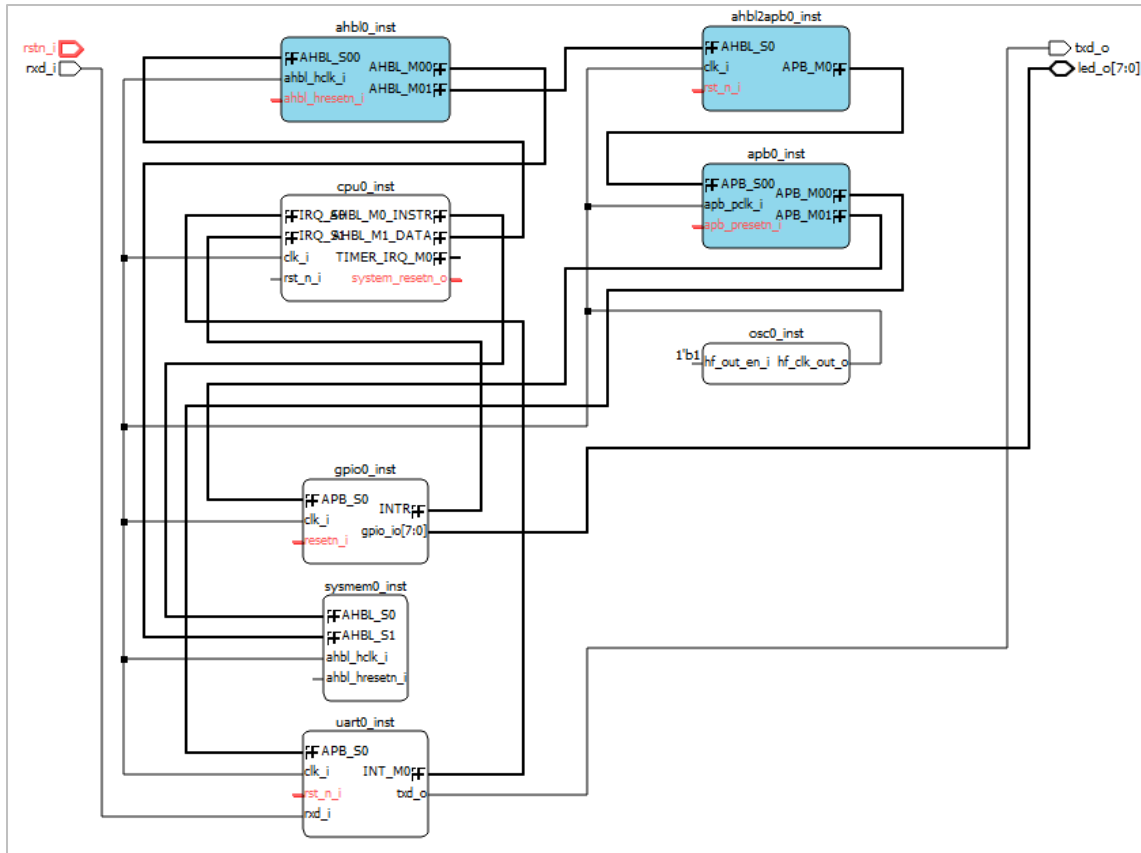 rstn_i
rxd_i
ahbl0_inst
AHBL_S00
ahbl_hclk_i
ahbl_hresetn_i
AHBL_M00
AHBL_M01
ahbl2apb0_inst
AHBL_S0
clk_i
rst_n_i
APB_M0
txd_o
led_o[7:0]
cpu0_inst
IRQ_S0
AHBL_M0_INSTR
IRQ_S1
AHBL_M1_DATA
clk_i
TIMER_IRQ_M0
rst_n_i
system_resetn_o
apb0_inst
APB_S00
apb_pclk_i
apb_presetn_i
APB_M00
APB_M01
osc0_inst
1'b1
hf_out_en_i
hf_clk_out_o
gpio0_inst
APB_S0
clk_i
resetn_i
INTR
gpio_io[7:0]
sysmem0_inst
AHBL_S0
AHBL_S1
ahbl_hclk_i
ahbl_hresetn_i
uart0_inst
APB_S0
clk_i
rst_n_i
rxd_i
INT_M0
txd_o